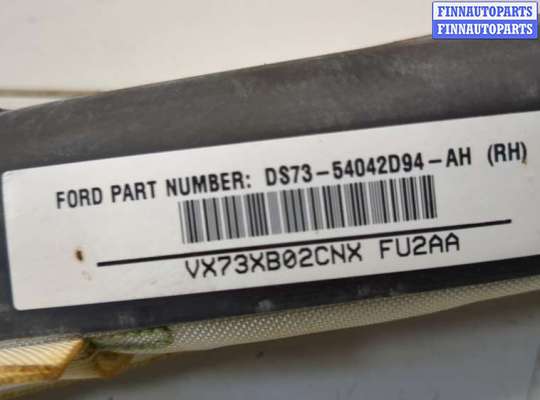 FINNAUTOPARTS
FINNAUTOPARTS
FORD PART NUMBER: DS73-54042D94-AH (RH)
VX73XB02CNX FU2AA